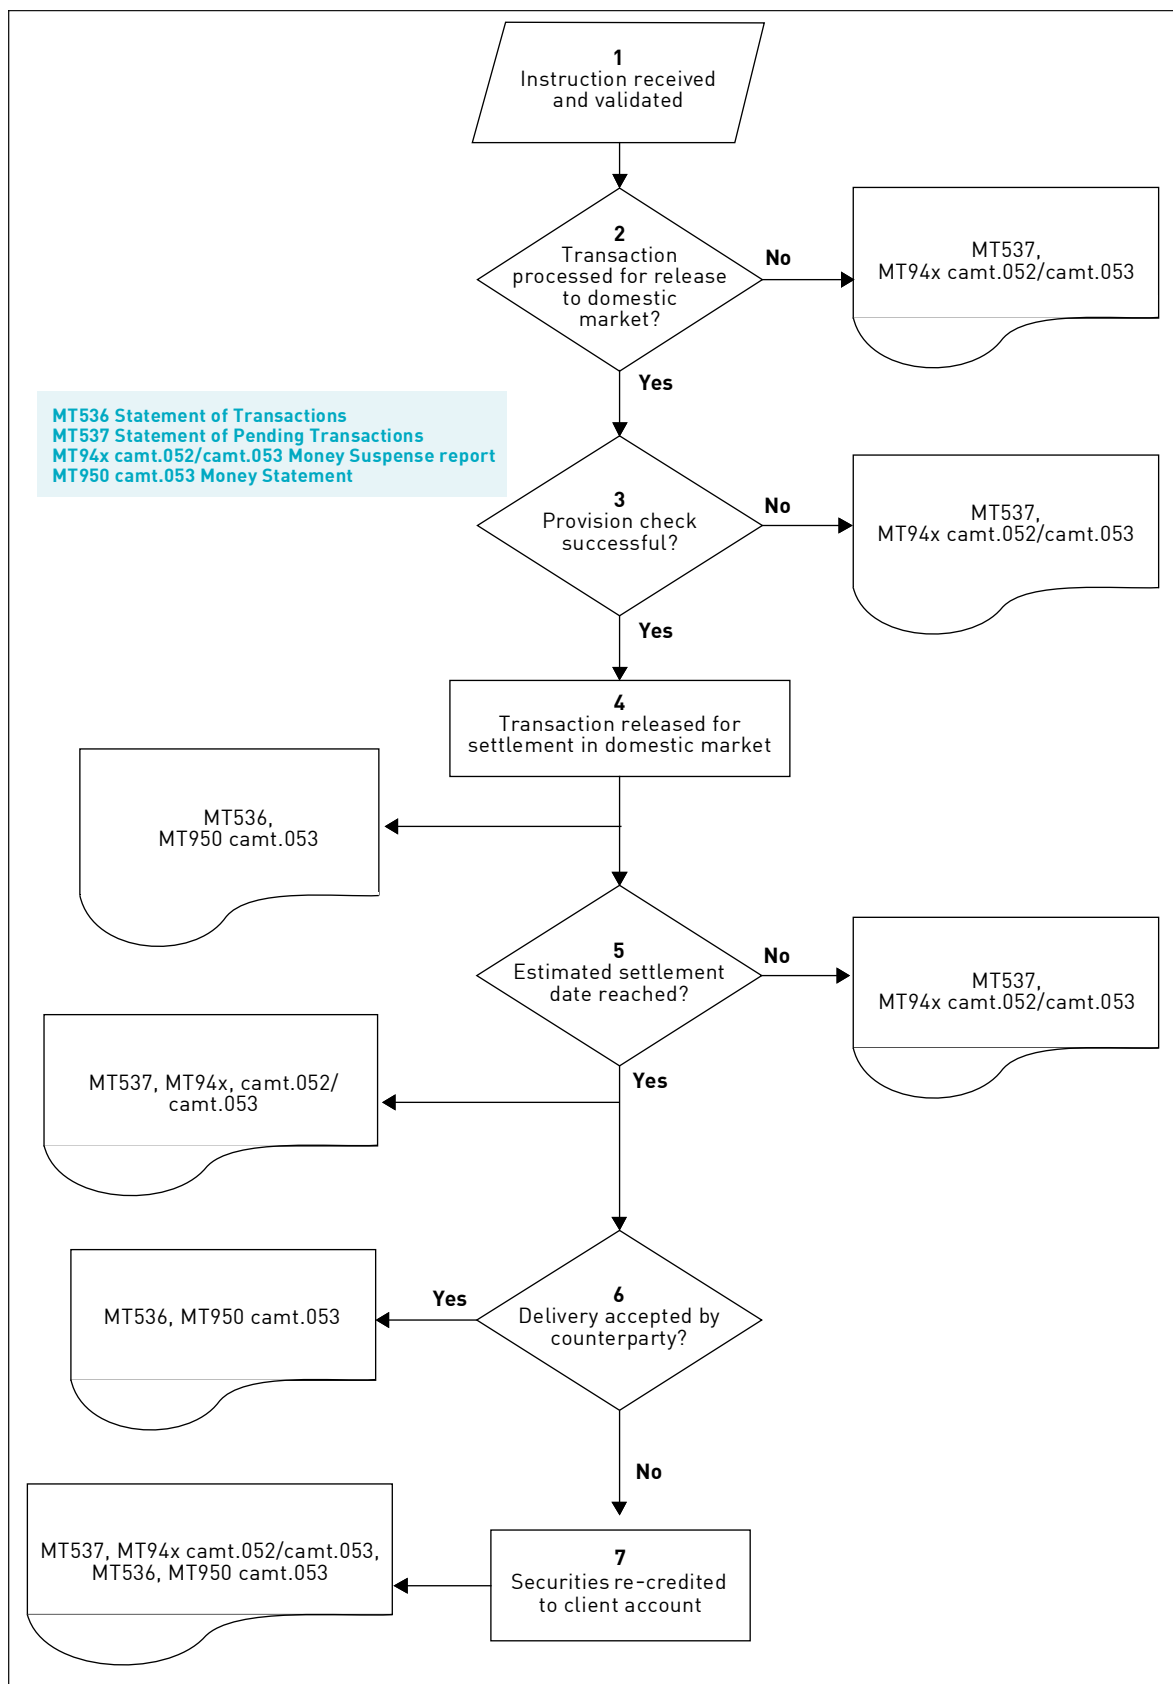 1
Instruction received
and validated
2
Transaction
processed for release
to domestic
market?
No
MT537,
MT94x camt.052/camt.053
Yes
MT536 Statement of Transactions
MT537 Statement of Pending Transactions
MT94x camt.052/camt.053 Money Suspense report
MT950 camt.053 Money Statement
3
Provision check
successful?
No
MT537,
MT94x camt.052/camt.053
Yes
4
Transaction released for
settlement in domestic market
MT536,
MT950 camt.053
5
Estimated settlement
date reached?
No
MT537,
MT94x camt.052/camt.053
Yes
MT537, MT94x, camt.052/
camt.053
6
Delivery accepted by
counterparty?
Yes
MT536, MT950 camt.053
No
7
Securities re-credited
to client account
MT537, MT94x camt.052/camt.053,
MT536, MT950 camt.053